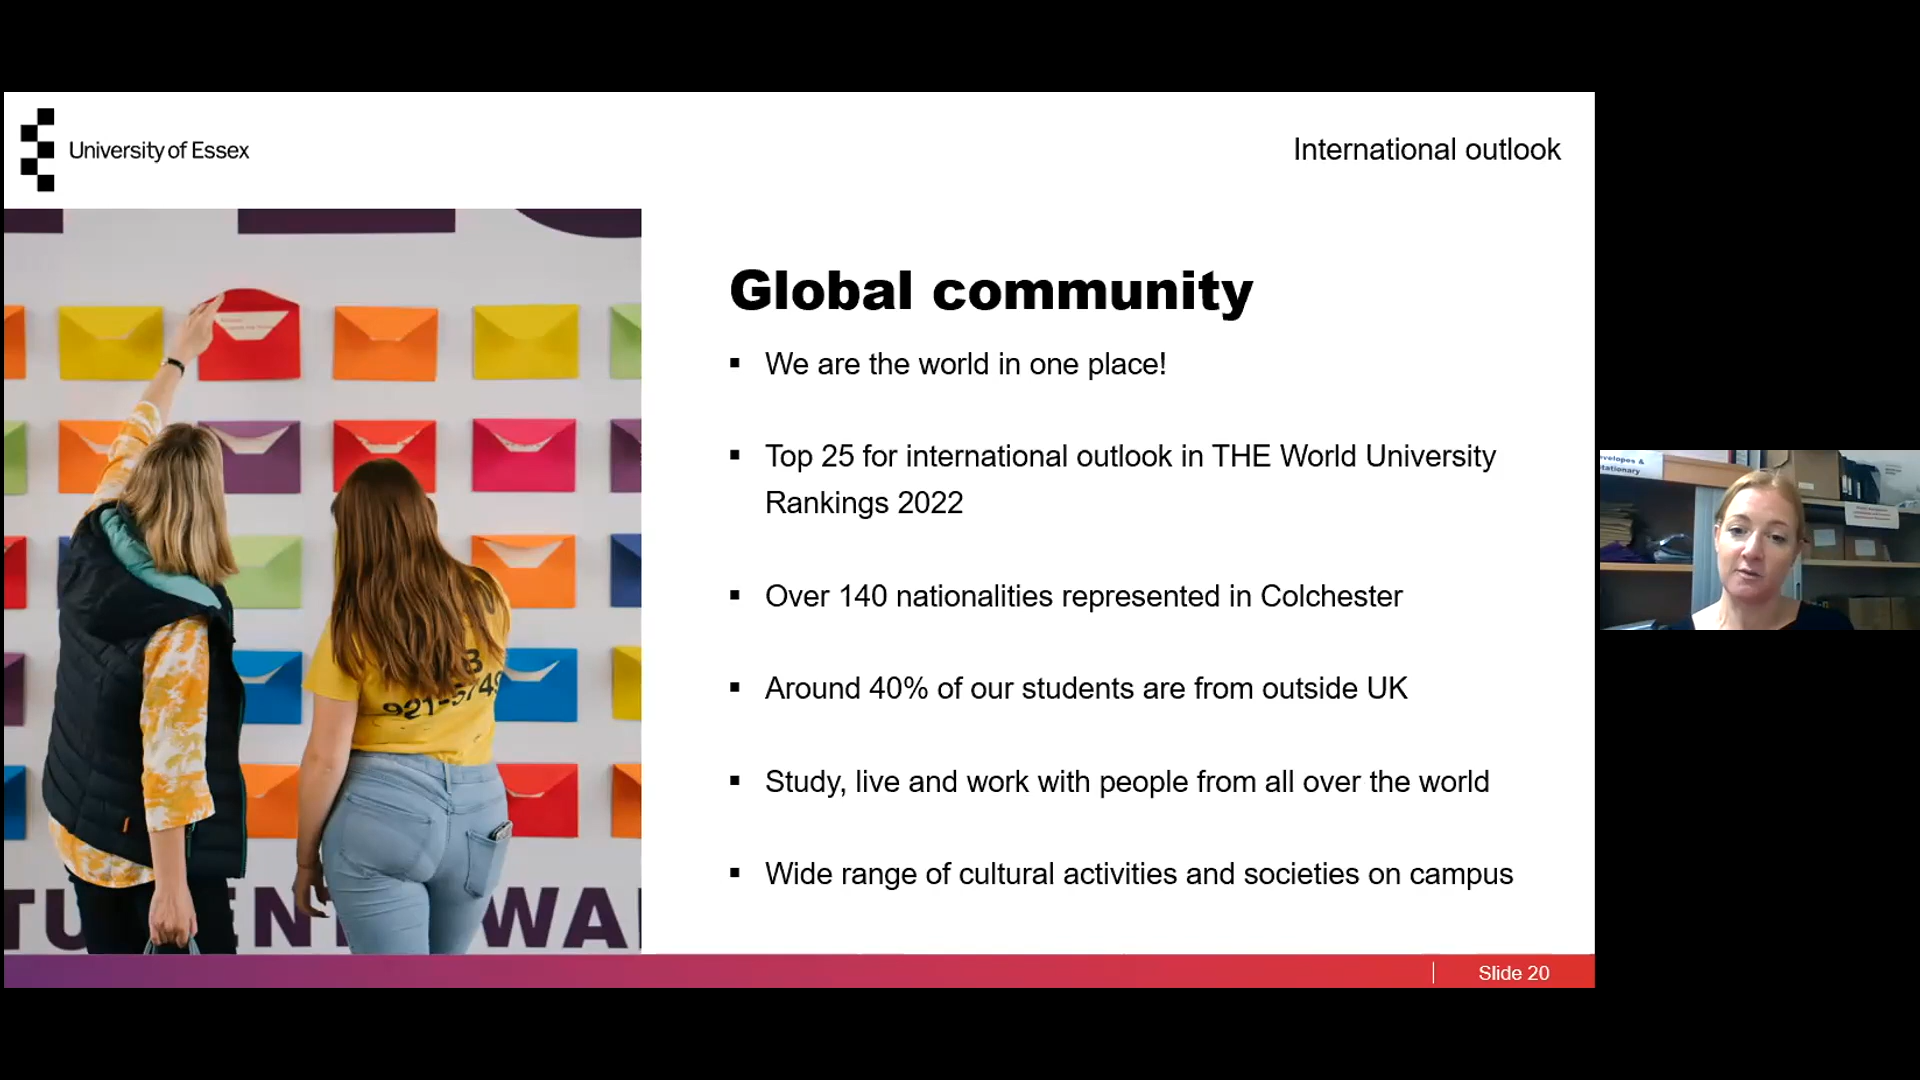 University of Essex
International outlook
Global community
▪ We are the world in one place!
▪ Top 25 for international outlook in THE World University
Rankings 2022
▪ Over 140 nationalities represented in Colchester
▪ Around 40% of our students are from outside UK
▪ Study, live and work with people from all over the world
▪ Wide range of cultural activities and societies on campus
Slide 20